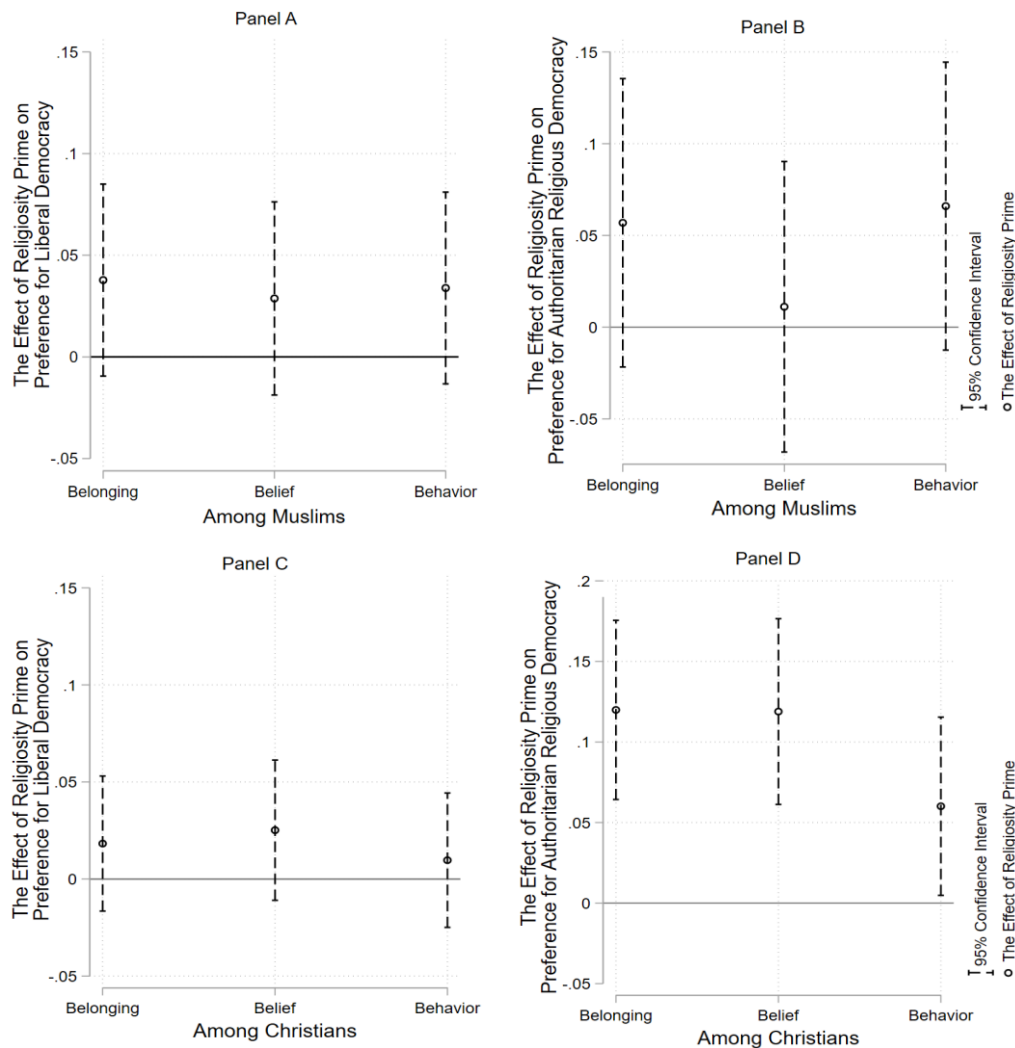 Panel A
.15
.1
.05
0
-.05
The Effect of Religiosity Prime on
Preference for Liberal Democracy
Belonging
Belief
Behavior
Among Muslims
Panel B
.15
.1
.05
0
-.05
The Effect of Religiosity Prime on
Preference for Authoritarian Religious Democracy
Belonging
Belief
Behavior
Among Muslims
95% Confidence Interval
The Effect of Religiosity Prime
Panel C
.15
.1
.05
0
-.05
The Effect of Religiosity Prime on
Preference for Liberal Democracy
Belonging
Belief
Behavior
Among Christians
Panel D
.2
.15
.1
.05
0
-.05
The Effect of Religiosity Prime on
Preference for Authoritarian Religious Democracy
Belonging
Belief
Behavior
Among Christians
95% Confidence Interval
The Effect of Religiosity Prime